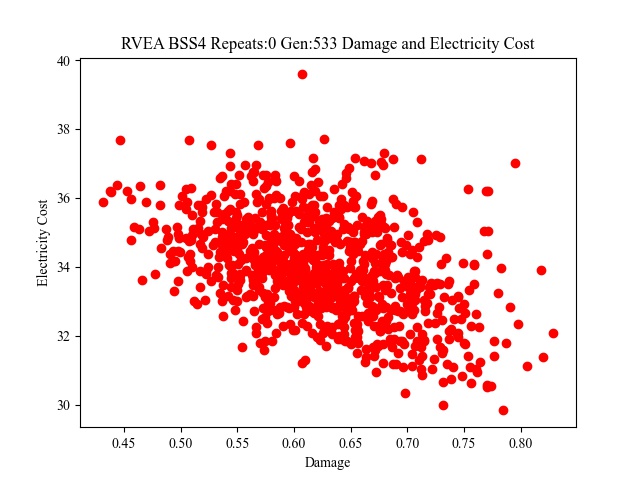 RVEA BSS4 Repeats:0 Gen:533 Damage and Electricity Cost
40
38
36
34
32
30
Electricity Cost
0.45 0.50 0.55 0.60 0.65 0.70 0.75 0.80
Damage